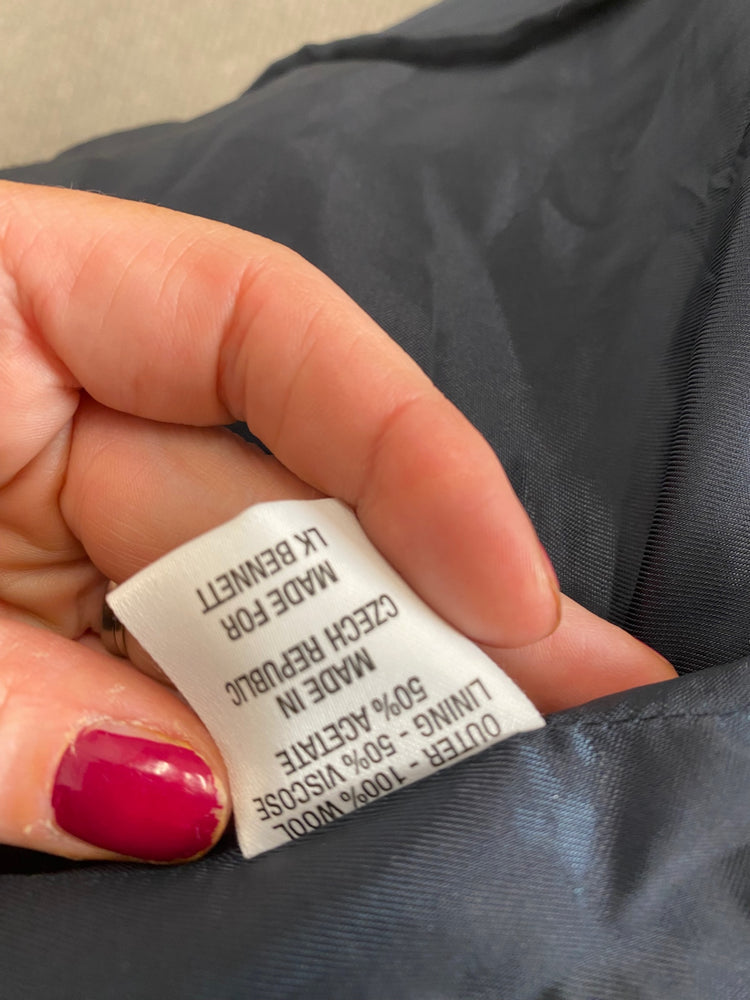 OUTER - 100% WOOL
LINING - 50% VISCOSE
50% ACETATE
MADE IN
CZECH REPUBLIC
MADE FOR
LK BENNETT